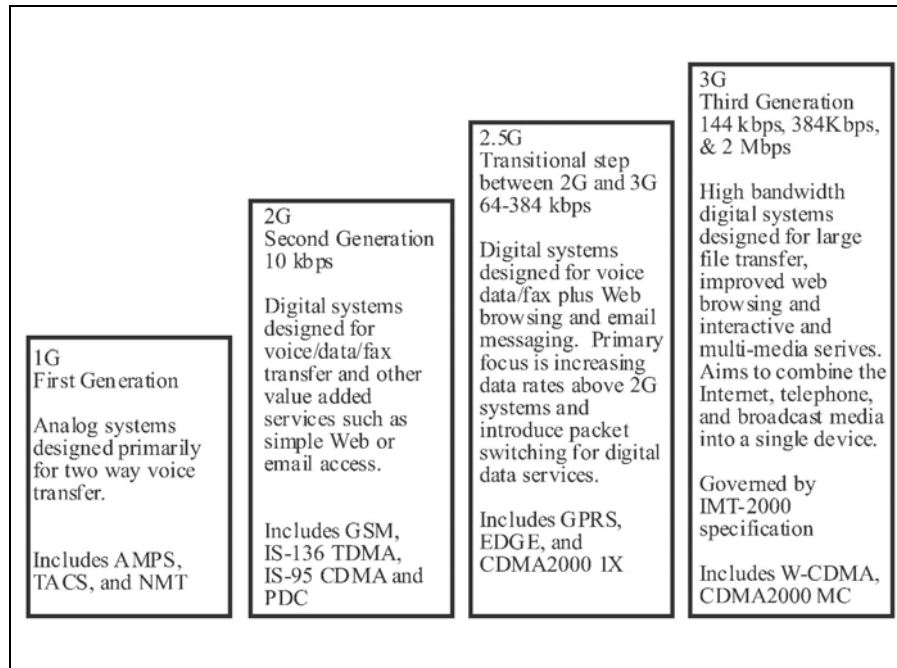 1G
First Generation
Analog systems
designed primarily
for two way voice
transfer.
Includes AMPS,
TACS, and NMT
2G
Second Generation
10 kbps
Digital systems
designed for
voice/data/fax
transfer and other
value added
services such as
simple Web or
email access.
Includes GSM,
IS-136 TDMA,
IS-95 CDMA and
PDC
2.5G
Transitional step
between 2G and 3G
64-384 kbps
Digital systems
designed for voice
data/fax plus Web
browsing and email
messaging.  Primary
focus is increasing
data rates above 2G
systems and
introduce packet
switching for digital
data services.
Includes GPRS,
EDGE, and
CDMA2000 1X
3G
Third Generation
144 kbps, 384Kbps,
& 2 Mbps
High bandwidth
digital systems
designed for large
file transfer,
improved web
browsing and
interactive and
multi-media serives.
Aims to combine the
Internet, telephone,
and broadcast media
into a single device.
Governed by
IMT-2000
specification
Includes W-CDMA,
CDMA2000 MC